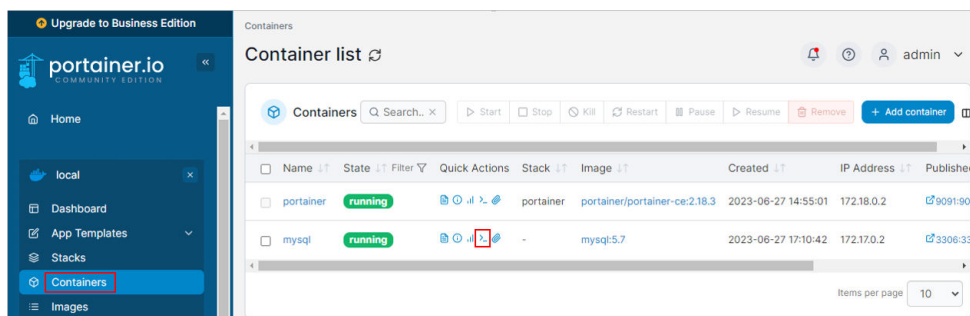 Upgrade to Business Edition
portainer.io
COMMUNITY EDITION
Home
local
Dashboard
App Templates
Stacks
Containers
Images
Containers
Container list
admin
Containers Search.. Start Stop Kill Restart Pause Resume Remove + Add container
Name State Filter Quick Actions Stack Image Created IP Address Published
portainer running portainer portainer/portainer-ce:2.18.3 2023-06-27 14:55:01 172.18.0.2 9091:90
mysql running - mysql:5.7 2023-06-27 17:10:42 172.17.0.2 3306:33
Items per page 10